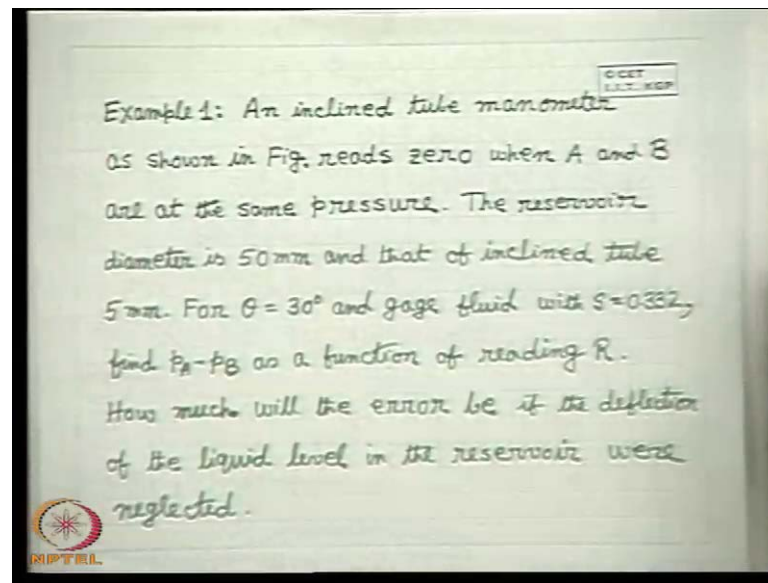 © CET
I.I.T. KGP
Example 1: An inclined tube manometer
as shown in Fig. reads zero when A and B
are at the same pressure. The reservoir
diameter is 50 mm and that of inclined tube
5 mm. For θ = 30° and gage fluid with S = 0.832,
find pA-pB as a function of reading R.
How much will the error be if the deflection
of the liquid level in the reservoir were
neglected.
NPTEL